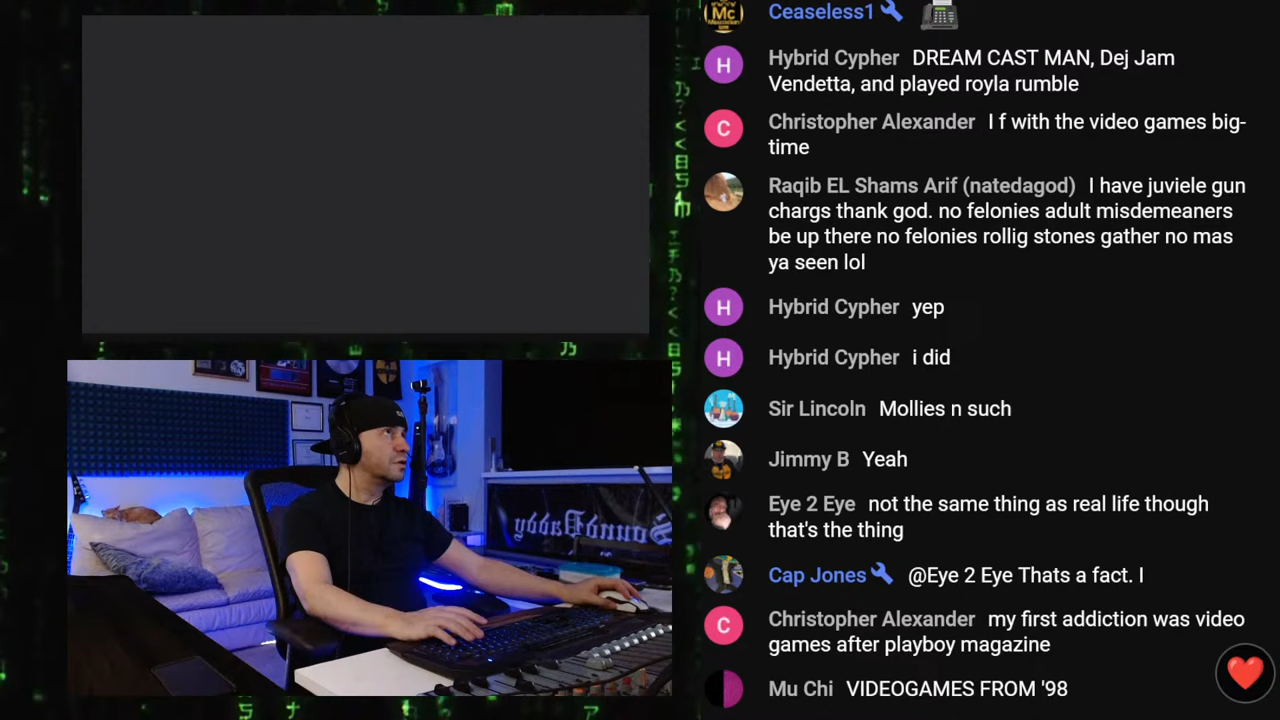 Ceaseless1
Hybrid Cypher DREAM CAST MAN, Dej Jam
Vendetta, and played royla rumble
Christopher Alexander I f with the video games big-
time
Raqib EL Shams Arif (natedagod) I have juviele gun
chargs thank god. no felonies adult misdemeaners
be up there no felonies rollig stones gather no mas
ya seen lol
H Hybrid Cypher yep
H Hybrid Cypher i did
Sir Lincoln Mollies n such
Jimmy B Yeah
Eye 2 Eye not the same thing as real life though
that's the thing
Cap Jones @Eye 2 Eye Thats a fact. I
Christopher Alexander my first addiction was video
games after playboy magazine
Mu Chi VIDEOGAMES FROM '98
SoundDaddy